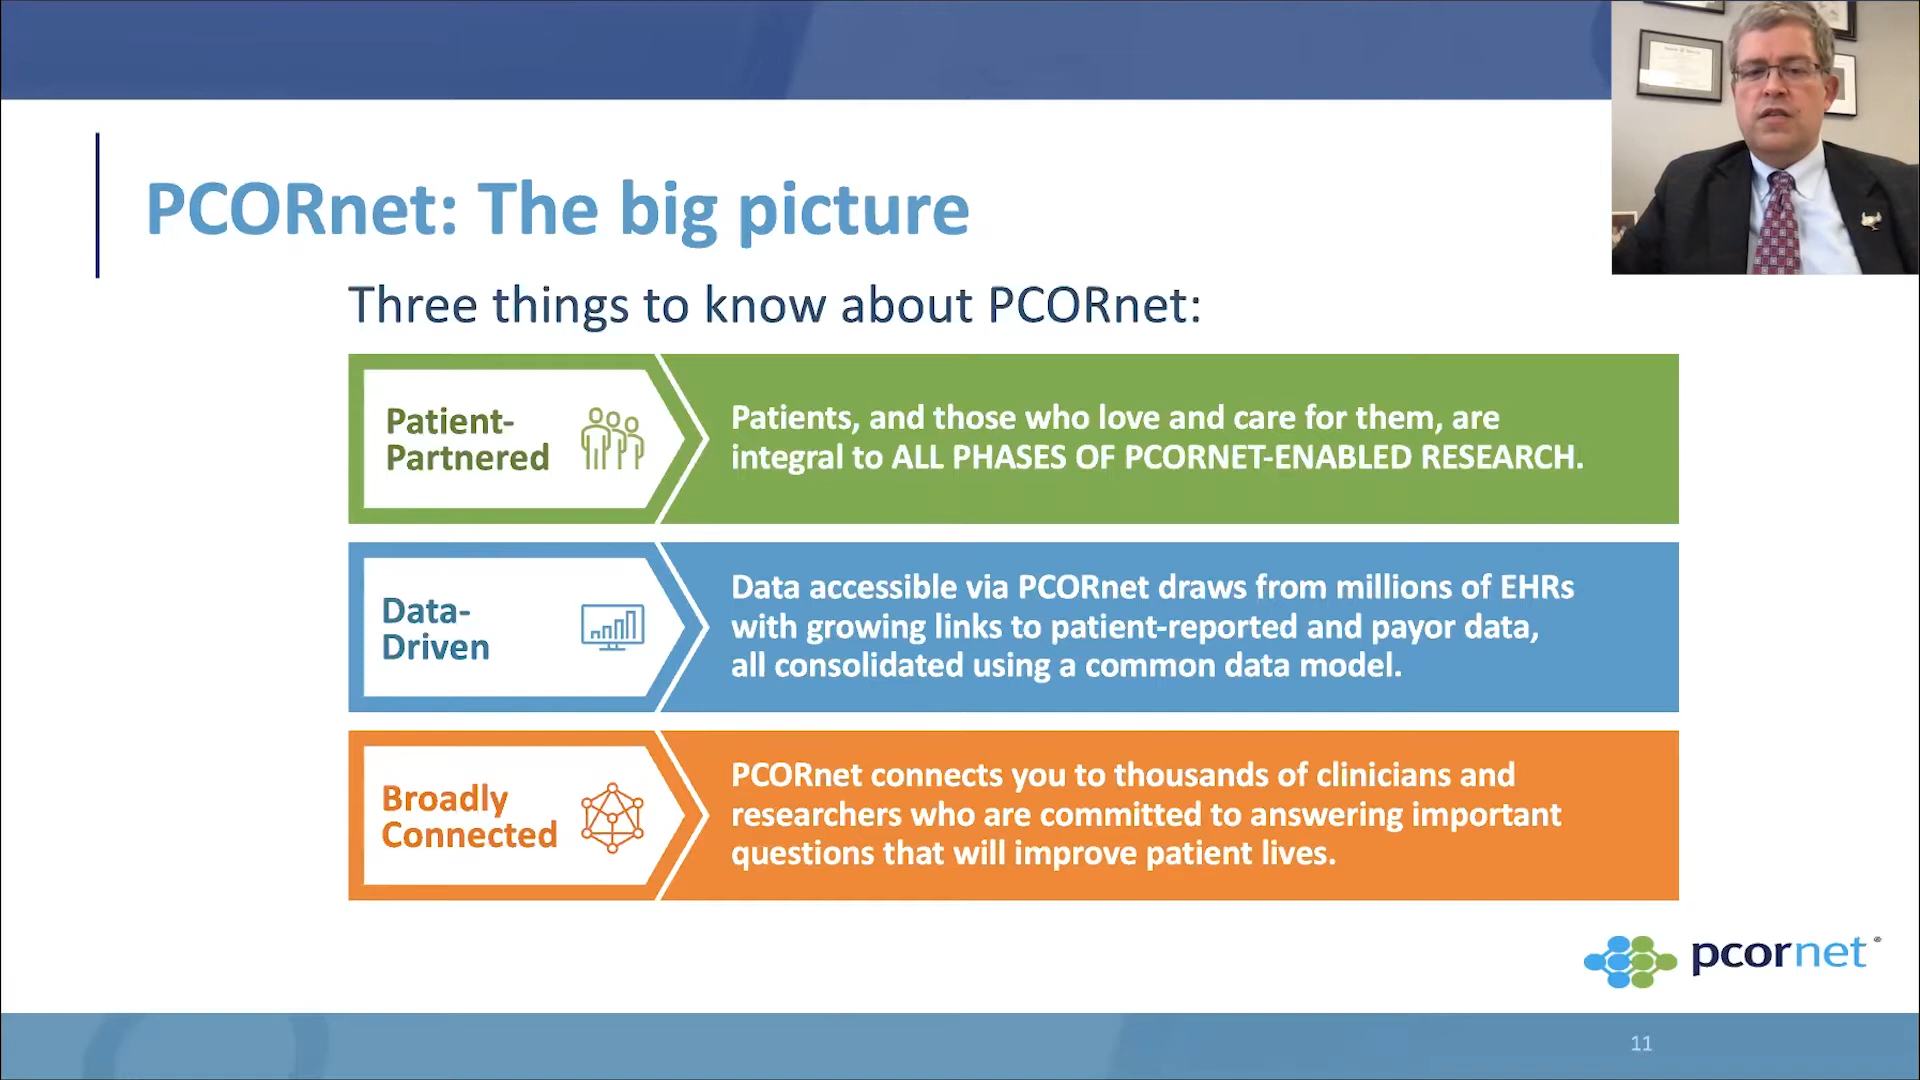 PCORnet: The big picture
Three things to know about PCORnet:
Patient-
Partnered
Patients, and those who love and care for them, are
integral to ALL PHASES OF PCORNET-ENABLED RESEARCH.
Data-
Driven
Data accessible via PCORnet draws from millions of EHRs
with growing links to patient-reported and payor data,
all consolidated using a common data model.
Broadly
Connected
PCORnet connects you to thousands of clinicians and
researchers who are committed to answering important
questions that will improve patient lives.
pcornet®
11